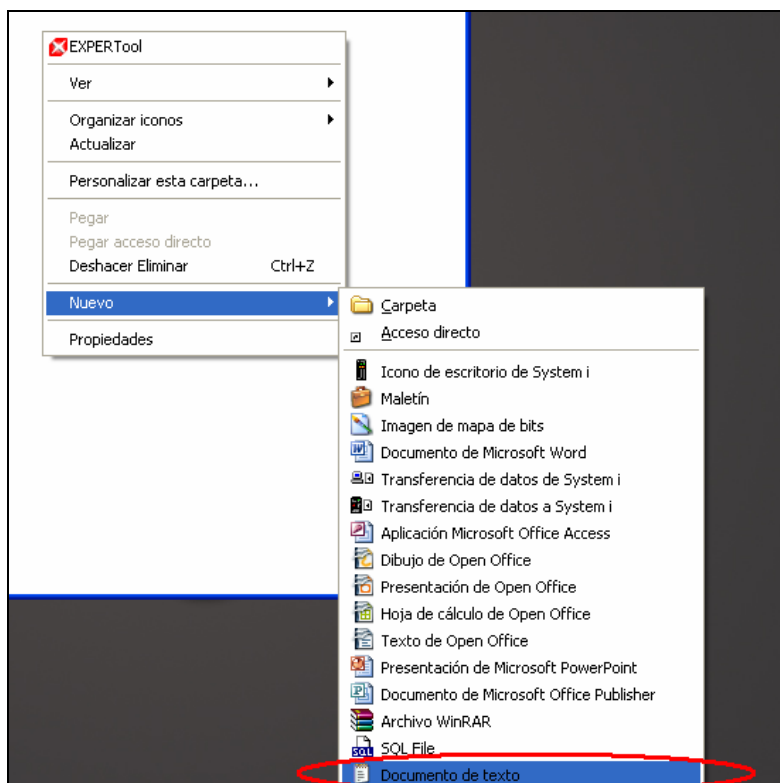 EXPERTool
Ver
Organizar iconos
Actualizar
Personalizar esta carpeta...
Pegar
Pegar acceso directo
Deshacer Eliminar Ctrl+Z
Nuevo
Propiedades
Carpeta
Acceso directo
Icono de escritorio de System i
Maletín
Imagen de mapa de bits
Documento de Microsoft Word
Transferencia de datos de System i
Transferencia de datos a System i
Aplicación Microsoft Office Access
Dibujo de Open Office
Presentación de Open Office
Hoja de cálculo de Open Office
Texto de Open Office
Presentación de Microsoft PowerPoint
Documento de Microsoft Office Publisher
Archivo WinRAR
SQL File
Documento de texto